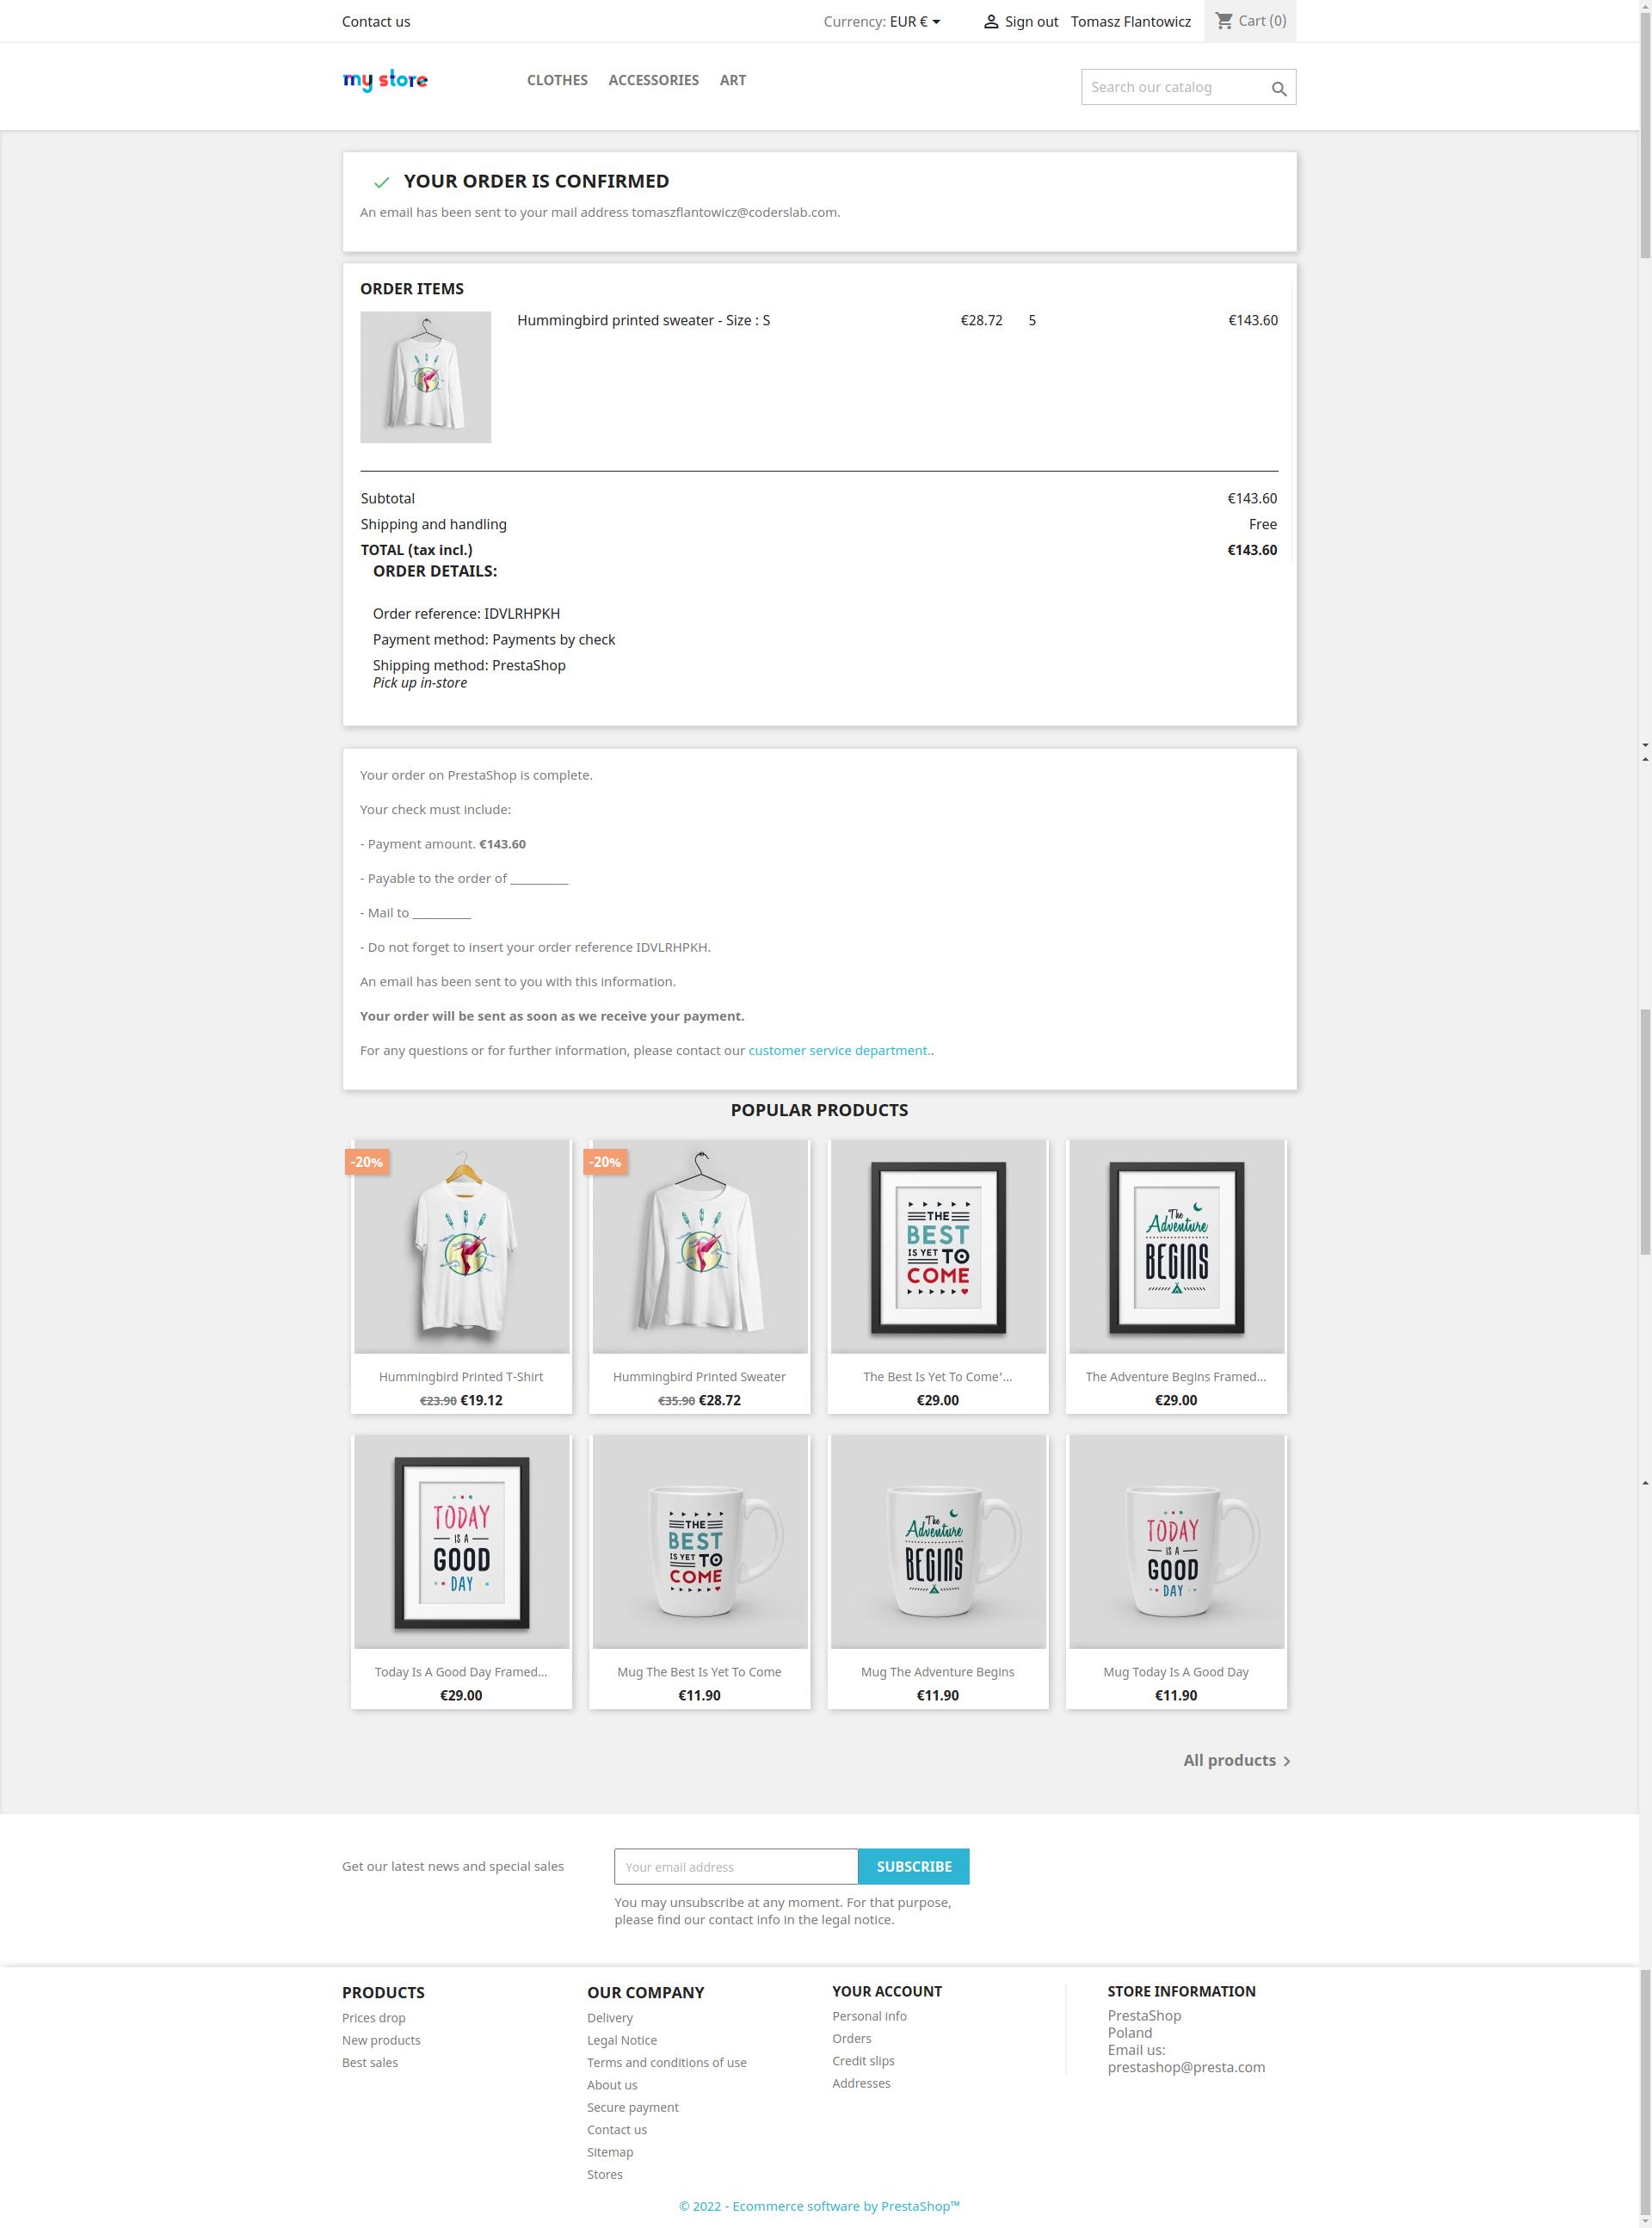 Contact us
Currency: EUR €
Sign out
Tomasz Flantowicz
Cart (0)
my store
CLOTHES
ACCESSORIES
ART
Search our catalog
YOUR ORDER IS CONFIRMED
An email has been sent to your mail address tomaszflantowicz@coderslab.com.
ORDER ITEMS
Hummingbird printed sweater - Size : S €28.72 5 €143.60
Subtotal €143.60
Shipping and handling Free
TOTAL (tax incl.) €143.60
ORDER DETAILS:
Order reference: IDVLRHPKH
Payment method: Payments by check
Shipping method: PrestaShop
Pick up in-store
Your order on PrestaShop is complete.
Your check must include:
- Payment amount. €143.60
- Payable to the order of __________
- Mail to __________
- Do not forget to insert your order reference IDVLRHPKH.
An email has been sent to you with this information.
Your order will be sent as soon as we receive your payment.
For any questions or for further information, please contact our customer service department..
POPULAR PRODUCTS
-20%
Hummingbird Printed T-Shirt
€23.90 €19.12
-20%
Hummingbird Printed Sweater
€35.90 €28.72
THE
BEST
IS YET TO
COME
The Best Is Yet To Come'...
€29.00
The
Adventure
BEGINS
The Adventure Begins Framed...
€29.00
TODAY
IS A
GOOD
DAY
Today Is A Good Day Framed...
€29.00
THE
BEST
IS YET TO
COME
Mug The Best Is Yet To Come
€11.90
The
Adventure
BEGINS
Mug The Adventure Begins
€11.90
TODAY
IS A
GOOD
DAY
Mug Today Is A Good Day
€11.90
All products
Get our latest news and special sales
Your email address
SUBSCRIBE
You may unsubscribe at any moment. For that purpose,
please find our contact info in the legal notice.
PRODUCTS
Prices drop
New products
Best sales
OUR COMPANY
Delivery
Legal Notice
Terms and conditions of use
About us
Secure payment
Contact us
Sitemap
Stores
YOUR ACCOUNT
Personal info
Orders
Credit slips
Addresses
STORE INFORMATION
PrestaShop
Poland
Email us:
prestashop@presta.com
© 2022 - Ecommerce software by PrestaShop™